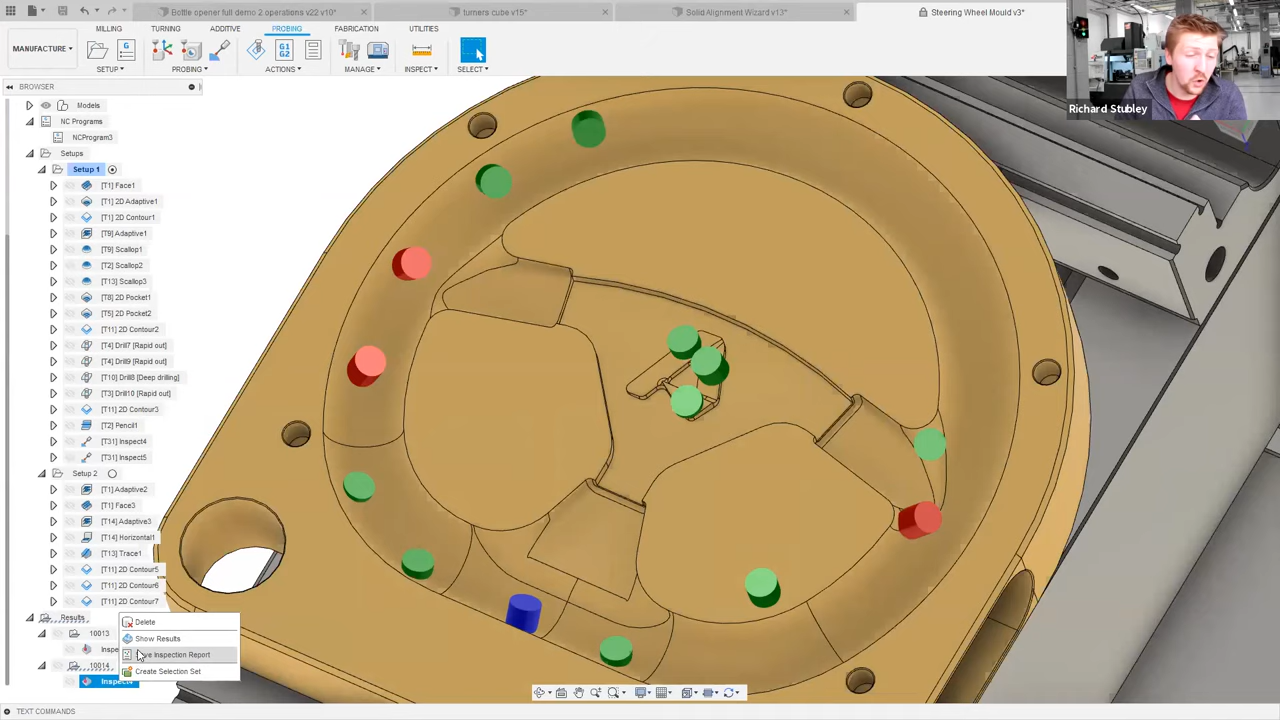 Bottle opener full demo 2 operations v22 v10*
turners cube v15*
Solid Alignment Wizard v13*
Steering Wheel Mould v3*
MILLING
TURNING
ADDITIVE
PROBING
FABRICATION
UTILITIES
MANUFACTURE
G1
G2
SETUP
PROBING
ACTIONS
MANAGE
INSPECT
SELECT
Richard Stubley
BROWSER
Models
NC Programs
NCProgram3
Setups
Setup 1
[T1] Face1
[T1] 2D Adaptive1
[T1] 2D Contour1
[T9] Adaptive1
[T9] Scallop1
[T2] Scallop2
[T13] Scallop3
[T8] 2D Pocket1
[T5] 2D Pocket2
[T11] 2D Contour2
[T4] Drill7 [Rapid out]
[T4] Drill9 [Rapid out]
[T10] Drill8 [Deep drilling]
[T3] Drill10 [Rapid out]
[T11] 2D Contour3
[T2] Pencil1
[T31] Inspect4
[T31] Inspect5
Setup 2
[T1] Adaptive2
[T1] Face3
[T14] Adaptive3
[T14] Horizontal1
[T13] Trace1
[T11] 2D Contour5
[T11] 2D Contour6
[T11] 2D Contour7
Results
Delete
10013
Show Results
Inspe
Inspection Report
10014
Create Selection Set
TEXT COMMANDS